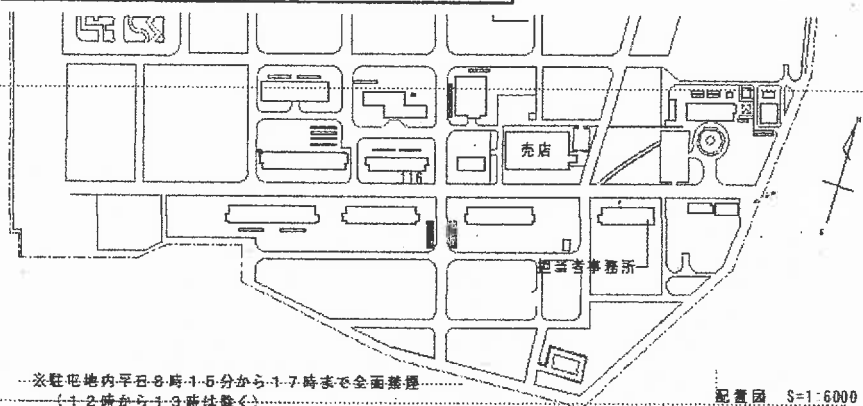 売店
116
担当者事務所
※駐屯地内平日8時15分から17時まで全面禁煙
(12時から13時は除く)
配置図 S=1:6000